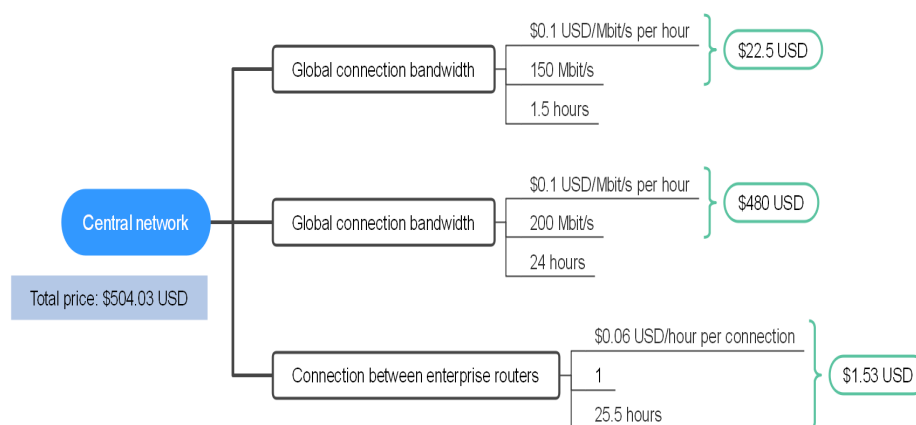 $0.1 USD/Mbit/s per hour
Global connection bandwidth
150 Mbit/s
1.5 hours
$22.5 USD
$0.1 USD/Mbit/s per hour
Global connection bandwidth
200 Mbit/s
24 hours
$480 USD
Central network
Total price: $504.03 USD
$0.06 USD/hour per connection
Connection between enterprise routers
1
25.5 hours
$1.53 USD